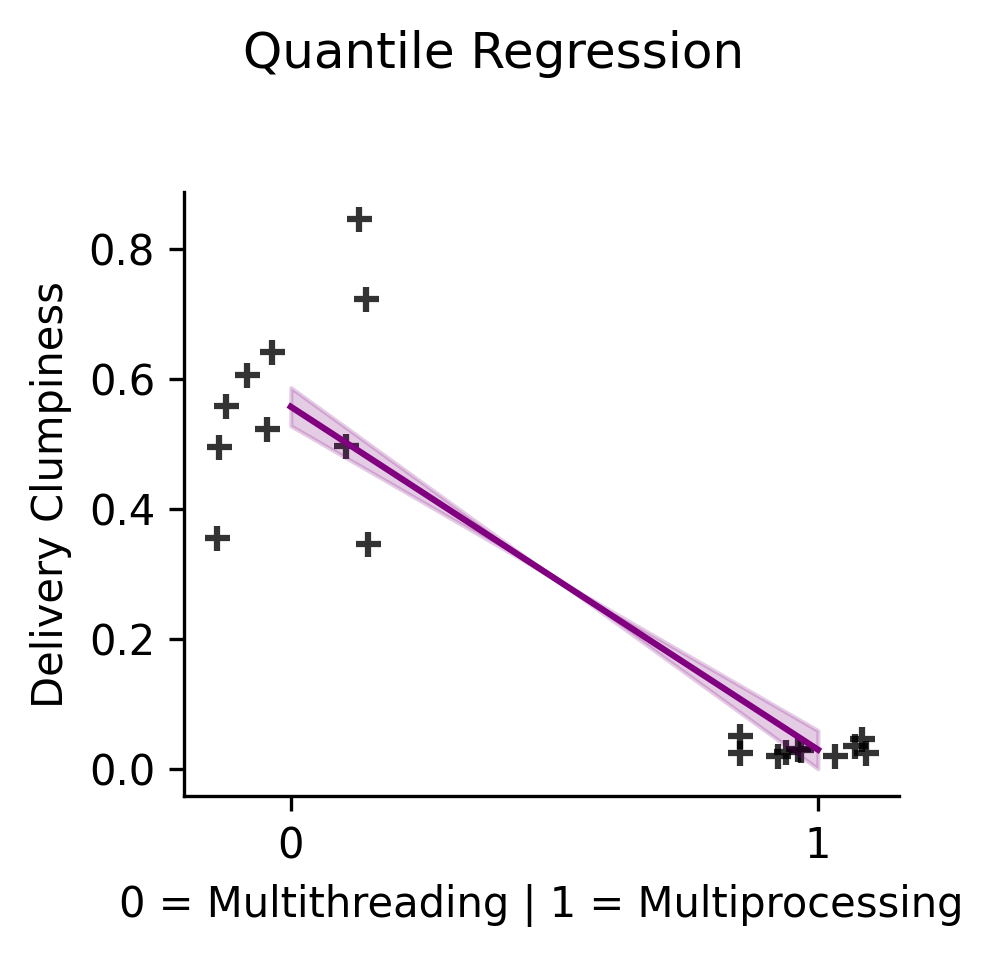 Quantile Regression
Delivery Clumpiness
0.8
0.6
0.4
0.2
0.0
0 1
0 = Multithreading | 1 = Multiprocessing